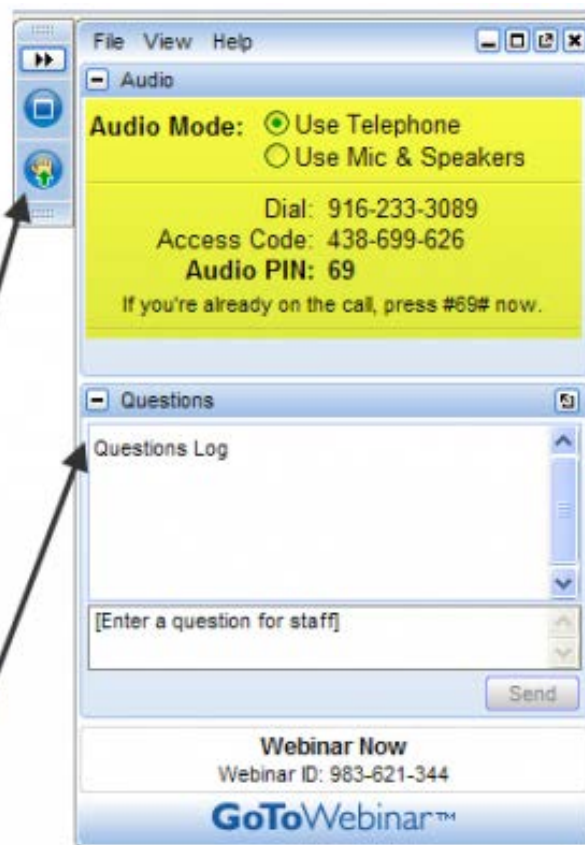 File View Help
Audio
Audio Mode: Use Telephone
Use Mic & Speakers
Dial: 916-233-3089
Access Code: 438-699-626
Audio PIN: 69
If you're already on the call, press #69# now.
Questions
Questions Log
[Enter a question for staff]
Send
Webinar Now
Webinar ID: 983-621-344
GoToWebinar™